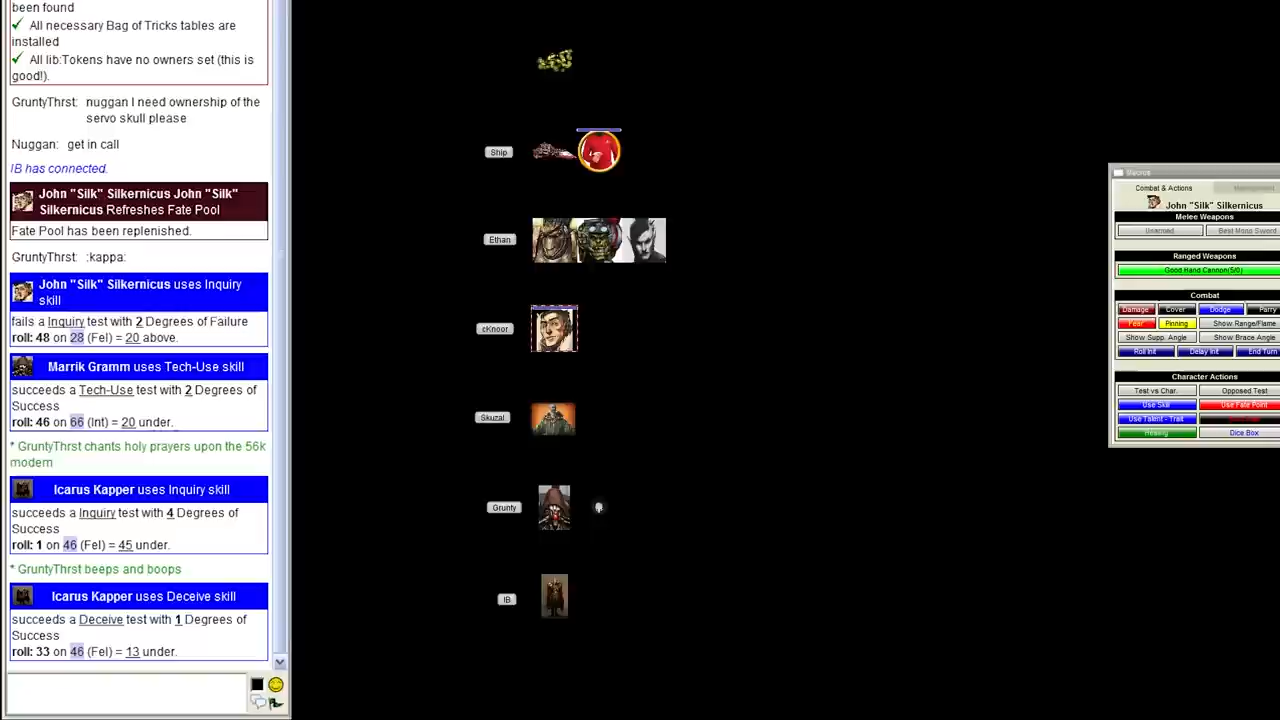 been found
✓ All necessary Bag of Tricks tables are
installed
✓ All lib:Tokens have no owners set (this is
good!).
GruntyThrst: nuggan I need ownership of the
servo skull please
Nuggan: get in call
IB has connected.
John "Silk" Silkernicus John "Silk"
Silkernicus Refreshes Fate Pool
Fate Pool has been replenished.
GruntyThrst: :kappa:
John "Silk" Silkernicus uses Inquiry
skill
fails a Inquiry test with 2 Degrees of Failure
roll: 48 on 28 (Fel) = 20 above.
Marrik Gramm uses Tech-Use skill
succeeds a Tech-Use test with 2 Degrees of
Success
roll: 46 on 66 (Int) = 20 under.
* GruntyThrst chants holy prayers upon the 56k
modem
Icarus Kapper uses Inquiry skill
succeeds a Inquiry test with 4 Degrees of
Success
roll: 1 on 46 (Fel) = 45 under.
* GruntyThrst beeps and boops
Icarus Kapper uses Deceive skill
succeeds a Deceive test with 1 Degrees of
Success
roll: 33 on 46 (Fel) = 13 under.
Ship
Ethan
cKnoor
Skuzal
Grunty
IB
Macros
Combat & Actions
John "Silk" Silkernicus
Melee Weapons
Unarmed Best Mono Sword
Ranged Weapons
Good Hand Cannon(5/0)
Combat
Damage Cover Dodge Parry
Fear Pinning Show Range/Flame
Show Supp. Angle Show Brace Angle
Roll Init Delay Init End Turn
Character Actions
Test vs Char. Opposed Test
Use Skill Use Fate Point
Use Talent - Trait
Healing Dice Box